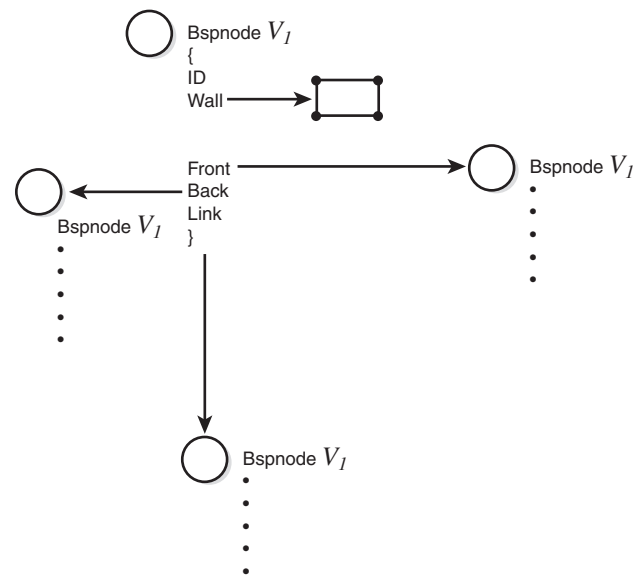 Bspnode V1
{
ID
Wall
Front
Bspnode V1
Back
Link
Bspnode V1
}
Bspnode V1